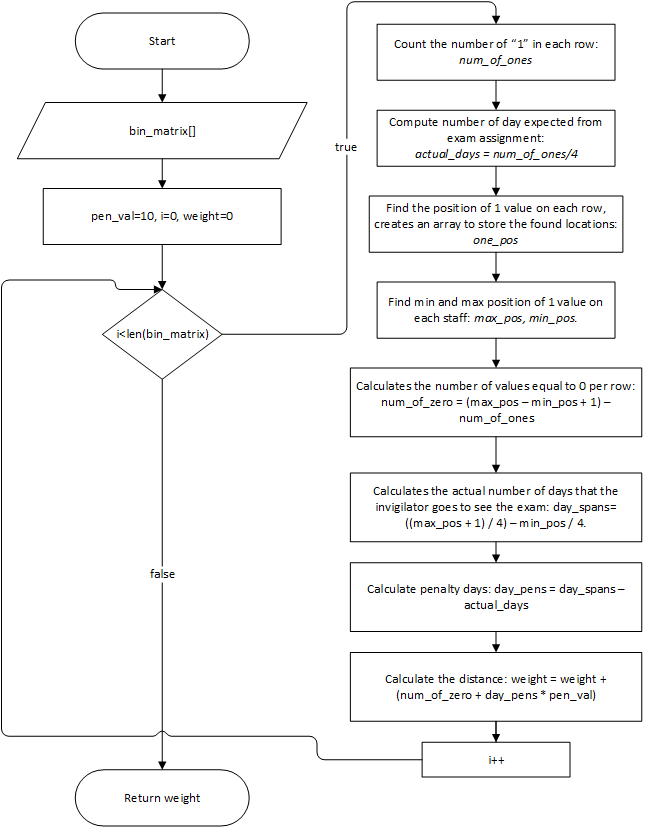 Start
bin_matrix[]
pen_val=10, i=0, weight=0
i<len(bin_matrix)
true
false
Return weight
Count the number of “1” in each row:
num_of_ones
Compute number of day expected from
exam assignment:
actual_days = num_of_ones/4
Find the position of 1 value on each row,
creates an array to store the found locations:
one_pos
Find min and max position of 1 value on
each staff: max_pos, min_pos.
Calculates the number of values equal to 0 per row:
num_of_zero = (max_pos – min_pos + 1) –
num_of_ones
Calculates the actual number of days that the
invigilator goes to see the exam: day_spans=
((max_pos + 1) / 4) – min_pos / 4.
Calculate penalty days: day_pens = day_spans –
actual_days
Calculate the distance: weight = weight +
(num_of_zero + day_pens * pen_val)
i++